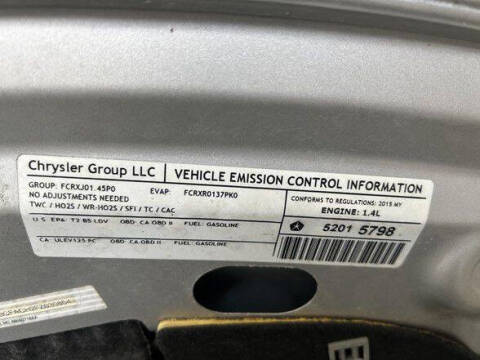 Chrysler Group LLC VEHICLE EMISSION CONTROL INFORMATION
GROUP: FCRXJ01.45P0 EVAP: FCRXR0137PK0
NO ADJUSTMENTS NEEDED
TWC / HO2S / WR-HO2S / SFI / TC / CAC
CONFORMS TO REGULATIONS: 2015 MY
ENGINE: 1.4L
U.S. EPA: T2 B5 LDV OBD: CA OBD II FUEL: GASOLINE
5201 5798
CA: ULEV125 PC OBD: CA OBD II FUEL: GASOLINE